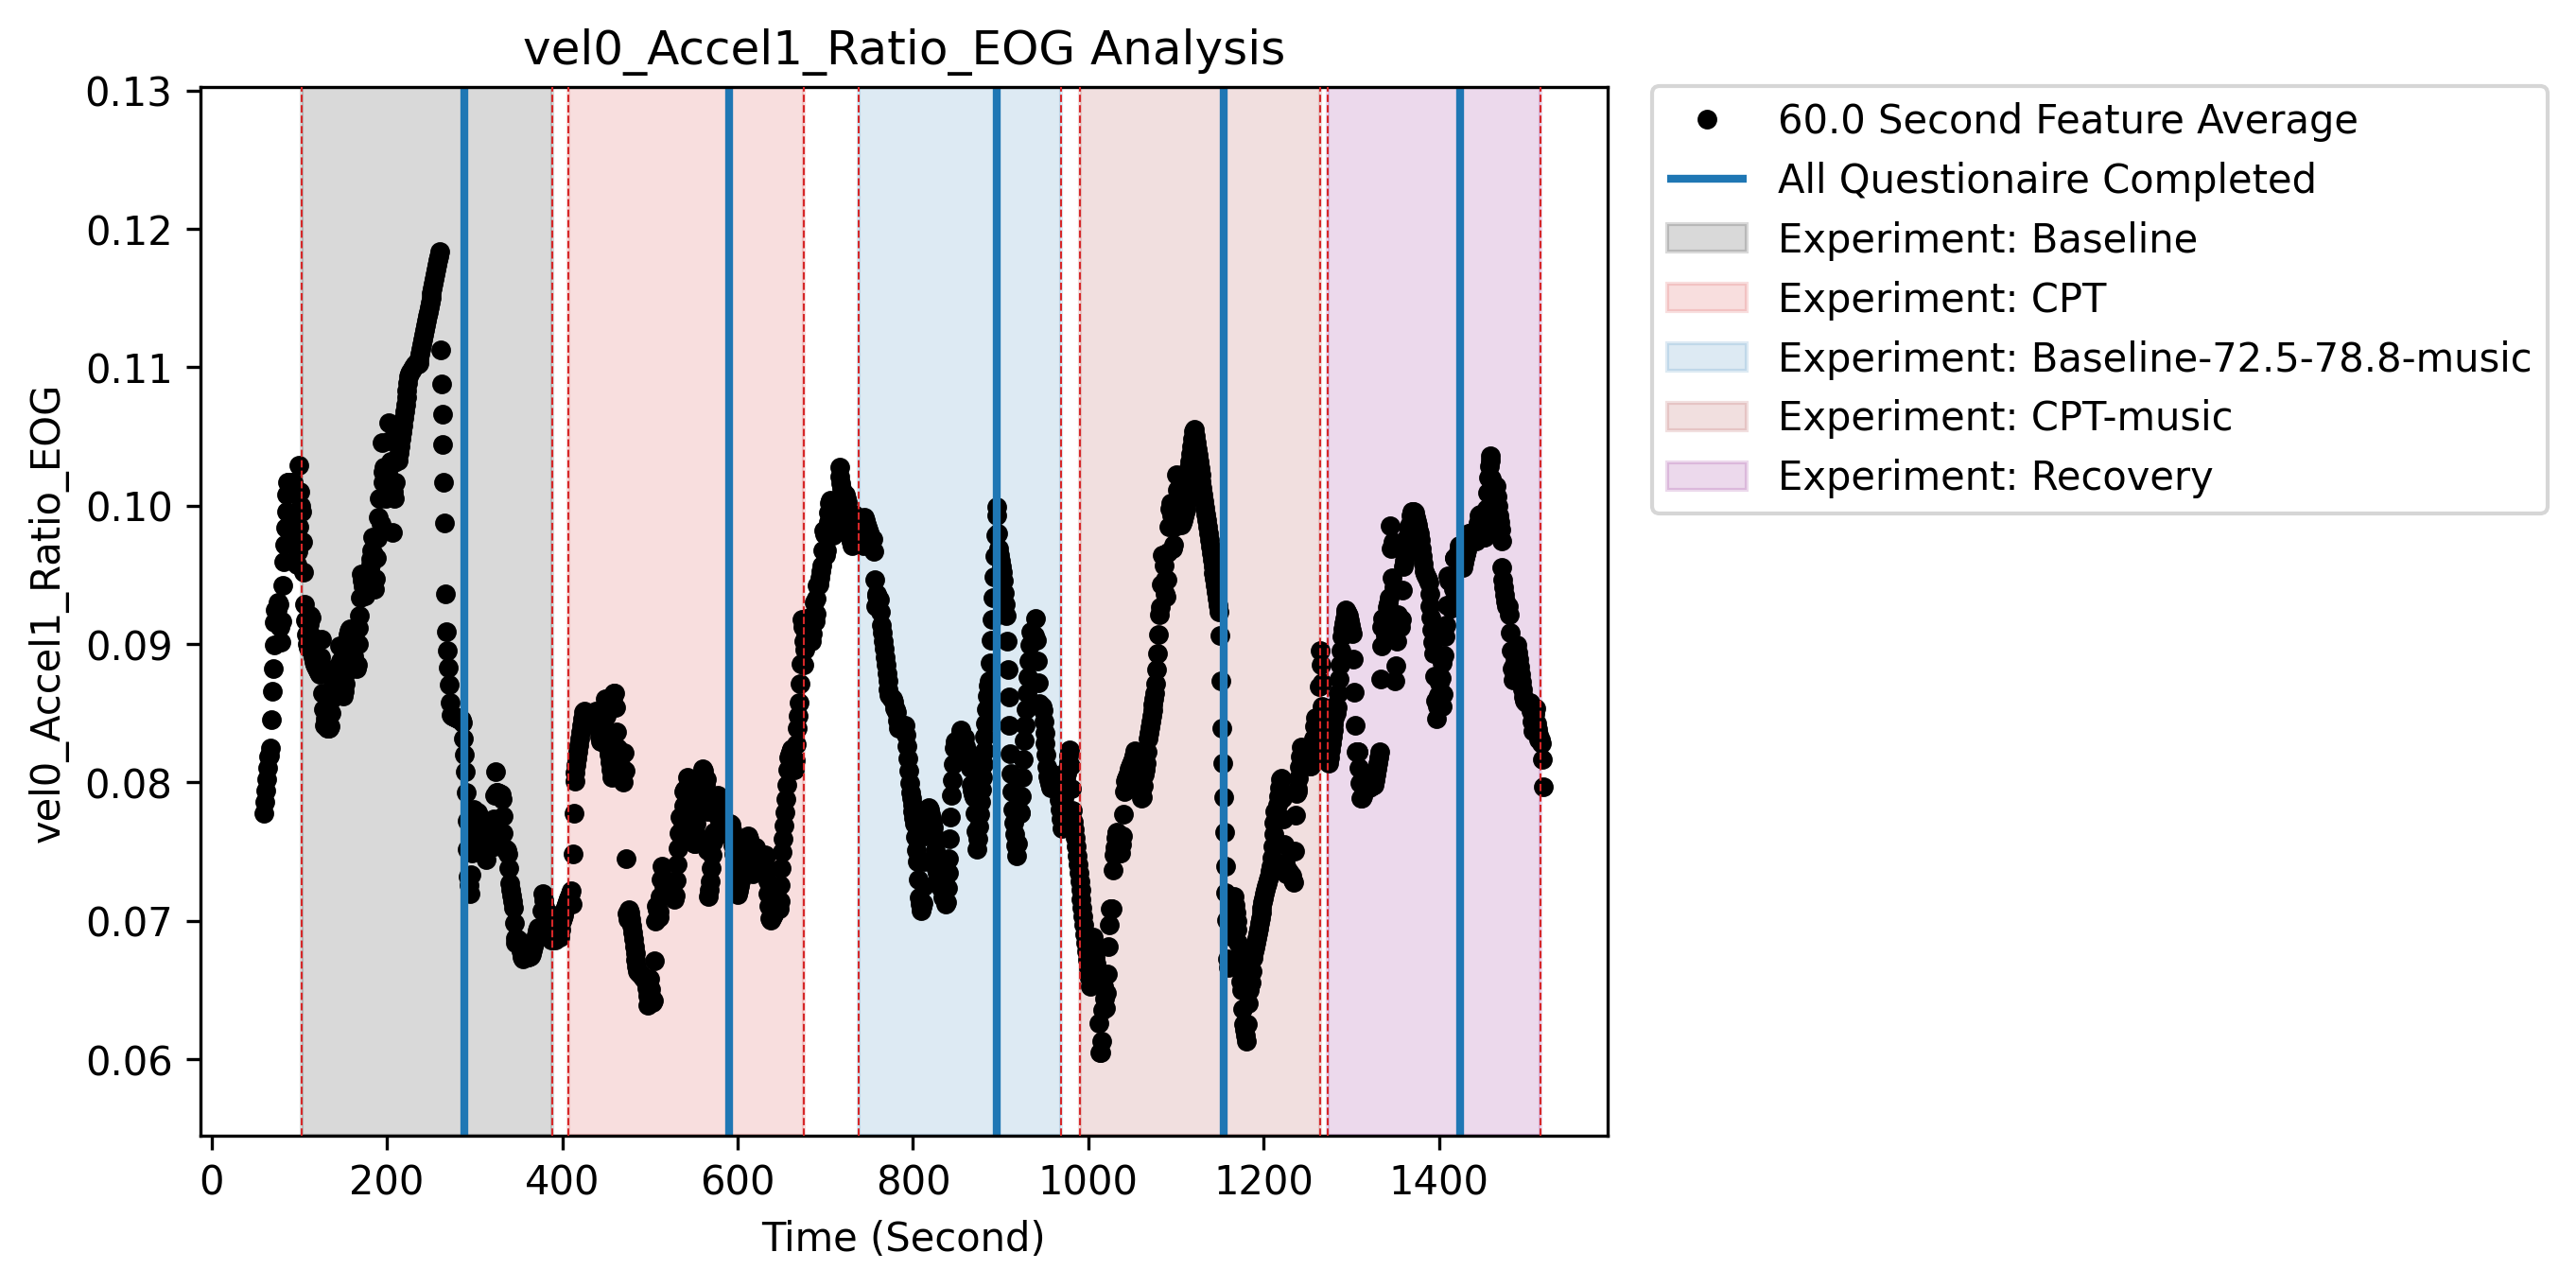 vel0_Accel1_Ratio_EOG Analysis
0.13
0.12
0.11
0.10
0.09
0.08
0.07
0.06
vel0_Accel1_Ratio_EOG
0
200
400
600
800
1000
1200
1400
Time (Second)
60.0 Second Feature Average
All Questionaire Completed
Experiment: Baseline
Experiment: CPT
Experiment: Baseline-72.5-78.8-music
Experiment: CPT-music
Experiment: Recovery